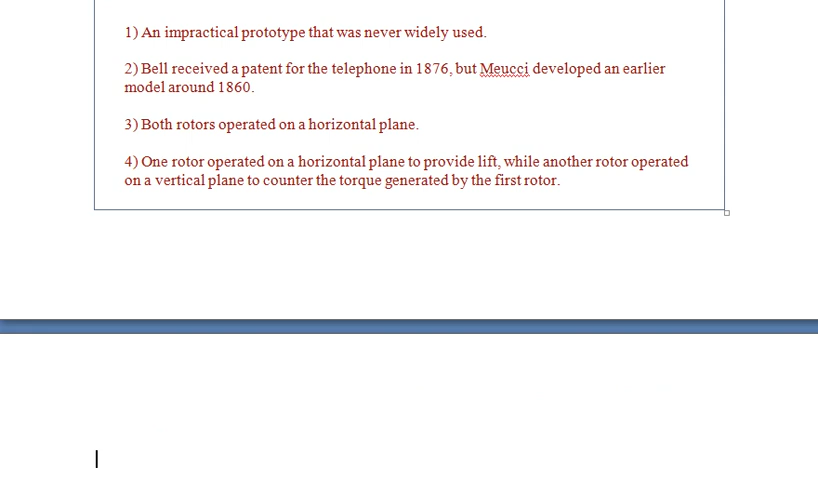 1) An impractical prototype that was never widely used.
2) Bell received a patent for the telephone in 1876, but Meucci developed an earlier
model around 1860.
3) Both rotors operated on a horizontal plane.
4) One rotor operated on a horizontal plane to provide lift, while another rotor operated
on a vertical plane to counter the torque generated by the first rotor.